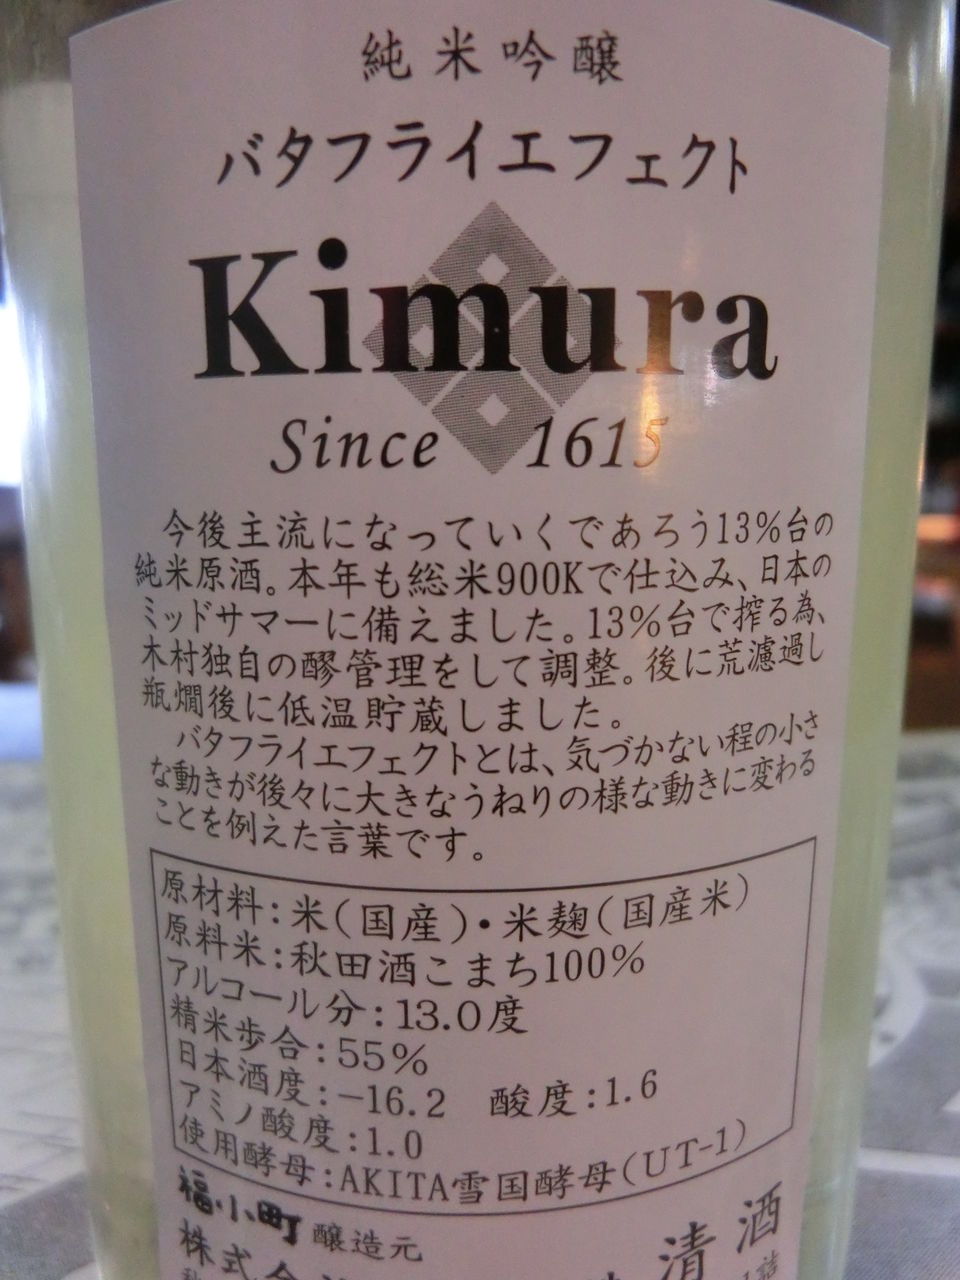 純米吟醸
バタフライエフェクト
Kimura
Since 1615
今後主流になっていくであろう13%台の
純米原酒。本年も総米900Kで仕込み、日本の
ミッドサマーに備えました。13%台で搾る為、
木村独自の醪管理をして調整。後に荒濾過し
瓶燗後に低温貯蔵しました。
バタフライエフェクトとは、気づかない程の小さ
な動きが後々に大きなうねりの様な動きに変わる
ことを例えた言葉です。
原材料:米(国産)・米麹(国産米)
原料米:秋田酒こまち100%
アルコール分:13.0度
精米歩合:55%
日本酒度:-16.2 酸度:1.6
アミノ酸度:1.0
使用酵母:AKITA雪国酵母(UT-1)
福小町 醸造元
清酒
株式会